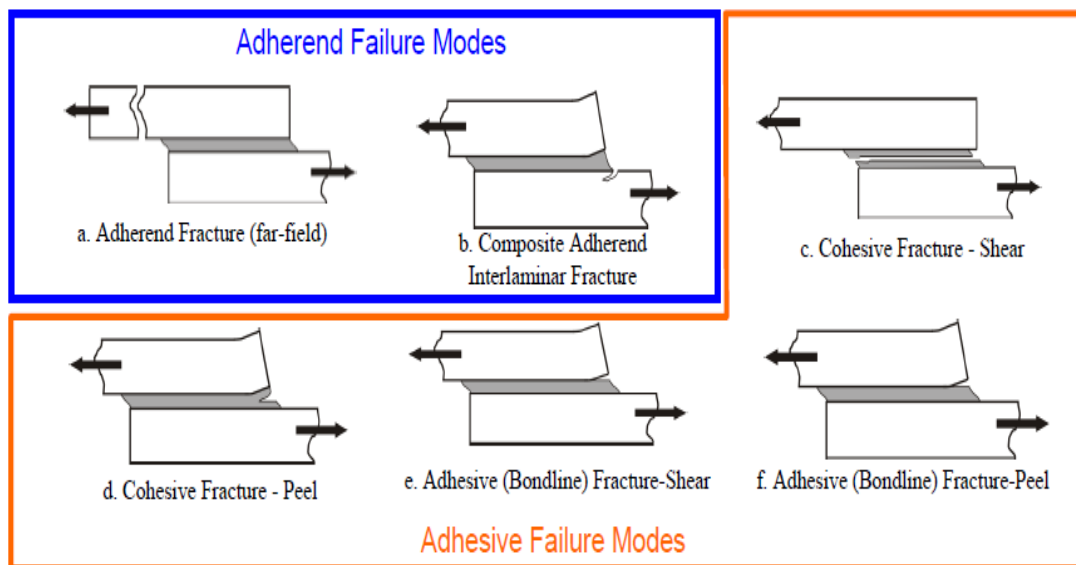 Adherend Failure Modes
a. Adherend Fracture (far-field)
b. Composite Adherend
Interlaminar Fracture
c. Cohesive Fracture - Shear
d. Cohesive Fracture - Peel
e. Adhesive (Bondline) Fracture-Shear
f. Adhesive (Bondline) Fracture-Peel
Adhesive Failure Modes